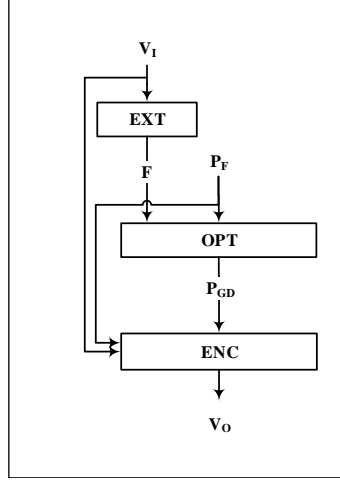 V_I
EXT
F
P_F
OPT
P_GD
ENC
V_O